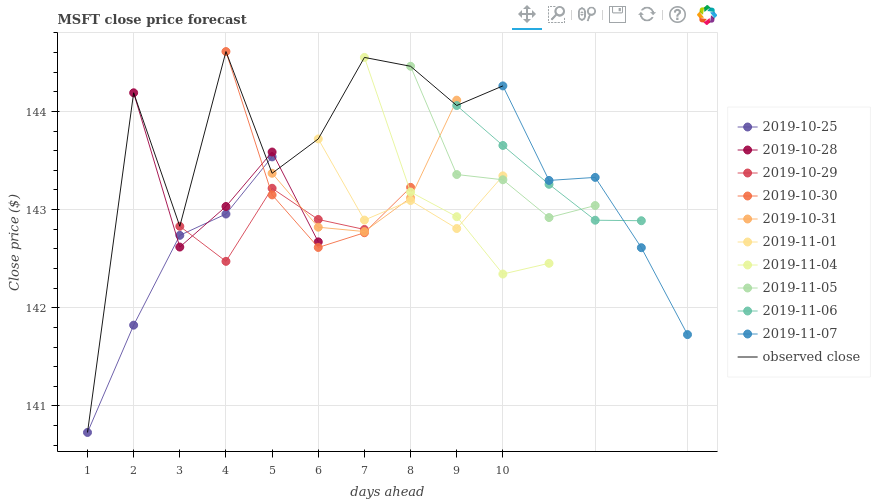 MSFT close price forecast
144
143
142
141
Close price ($)
1 2 3 4 5 6 7 8 9 10
days ahead
2019-10-25
2019-10-28
2019-10-29
2019-10-30
2019-10-31
2019-11-01
2019-11-04
2019-11-05
2019-11-06
2019-11-07
observed close